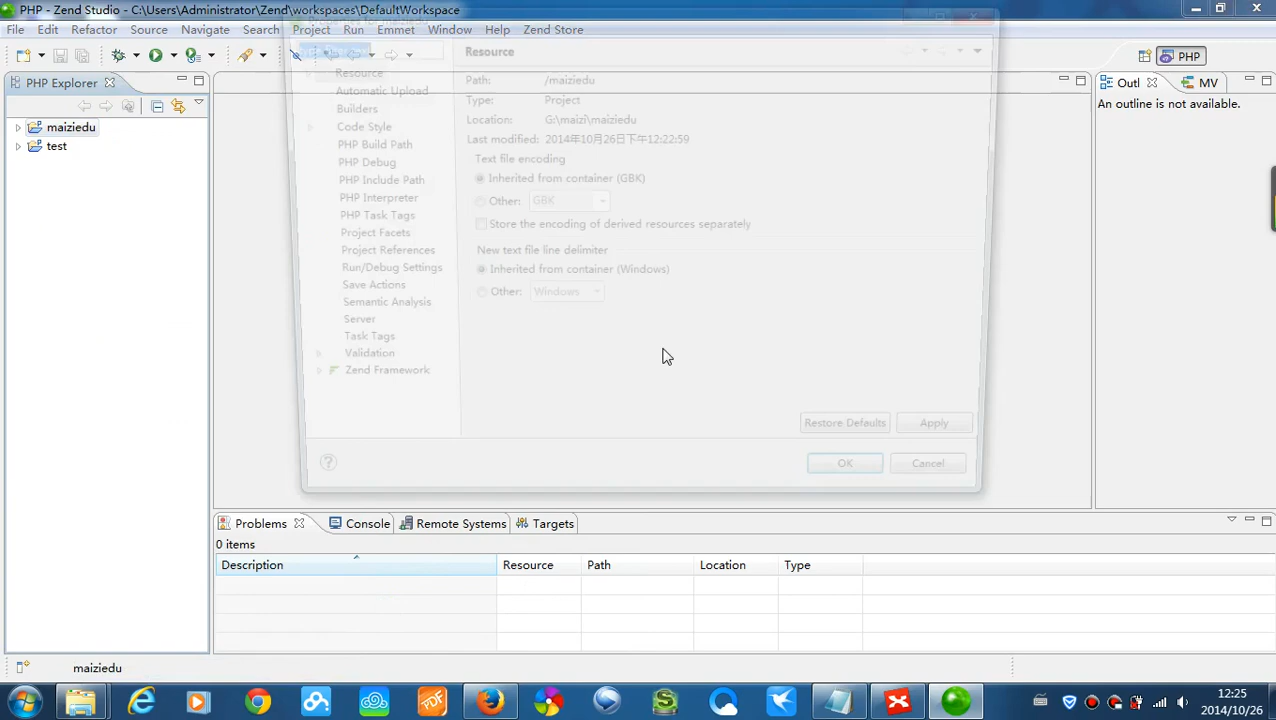 PHP - Zend Studio - C:\Users\Administrator\Zend\workspaces\DefaultWorkspace
Properties for maiziedu
File Edit Refactor Source Navigate Search Project Run Emmet Window Help Zend Store
PHP
PHP Explorer
Outl MV
An outline is not available.
maiziedu
test
Resource
Automatic Upload
Builders
Code Style
PHP Build Path
PHP Debug
PHP Include Path
PHP Interpreter
PHP Task Tags
Project Facets
Project References
Run/Debug Settings
Save Actions
Semantic Analysis
Server
Task Tags
Validation
Zend Framework
Resource
Path: /maiziedu
Type: Project
Location: G:\maizi\maiziedu
Last modified: 2014年10月26日下午12:22:59
Text file encoding
Inherited from container (GBK)
Other: GBK
Store the encoding of derived resources separately
New text file line delimiter
Inherited from container (Windows)
Other: Windows
Restore Defaults Apply
OK Cancel
Problems Console Remote Systems Targets
0 items
Description Resource Path Location Type
maiziedu
PDF
12:25
2014/10/26